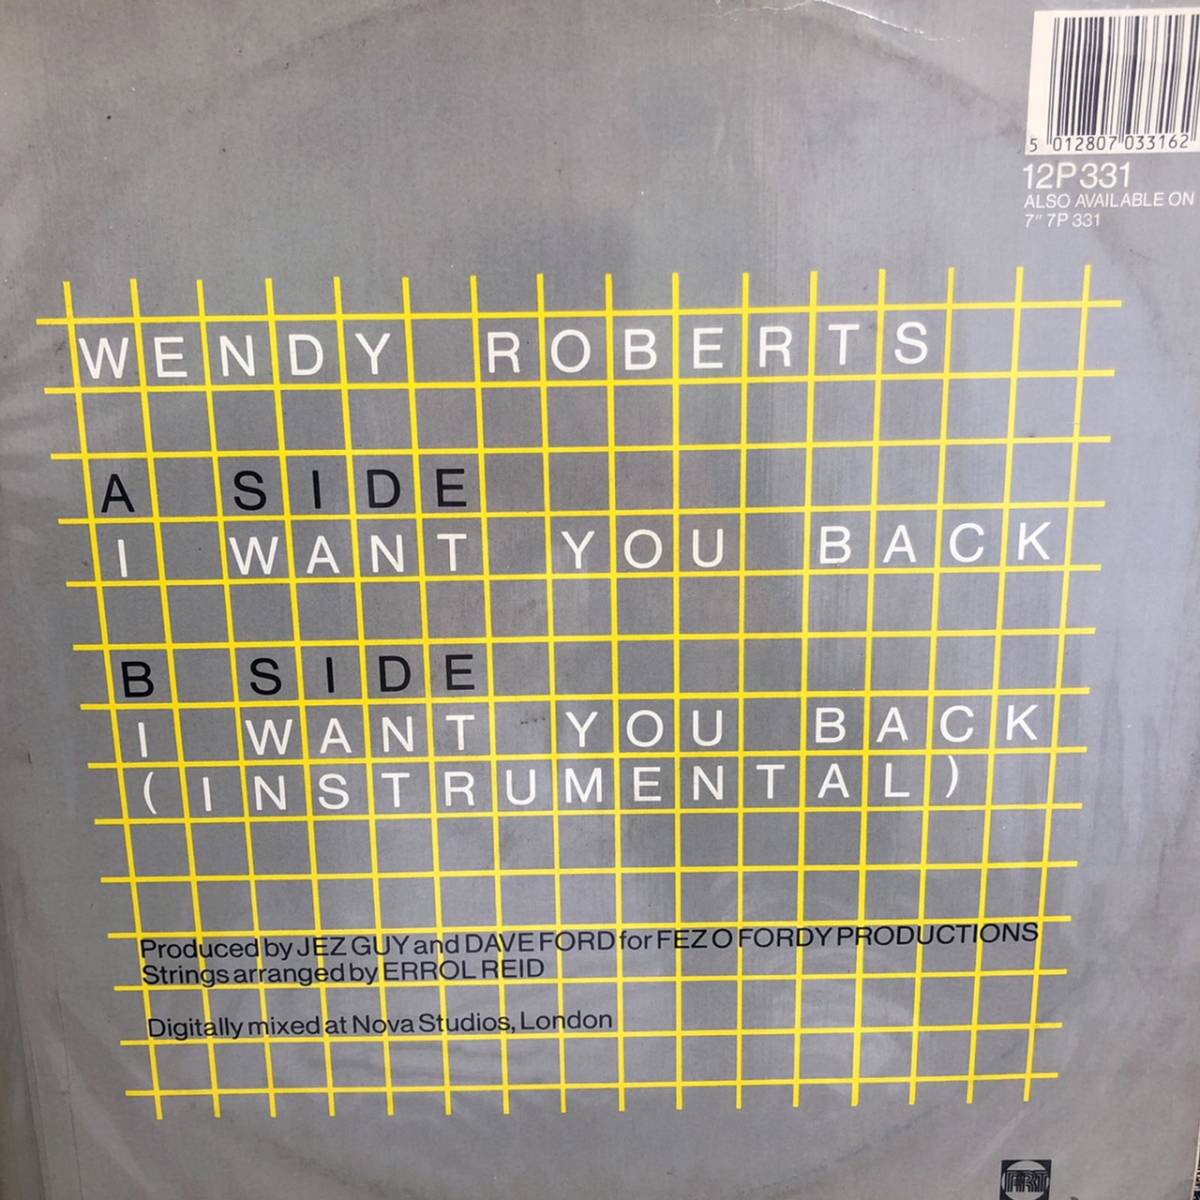 5 012807 033162
12P 331
ALSO AVAILABLE ON
7" 7P 331
WENDY ROBERTS
A SIDE
I WANT YOU BACK
B SIDE
I WANT YOU BACK
(INSTRUMENTAL)
Produced by JEZ GUY and DAVE FORD for FEZ O FORDY PRODUCTIONS
Strings arranged by ERROL REID
Digitally mixed at Nova Studios, London